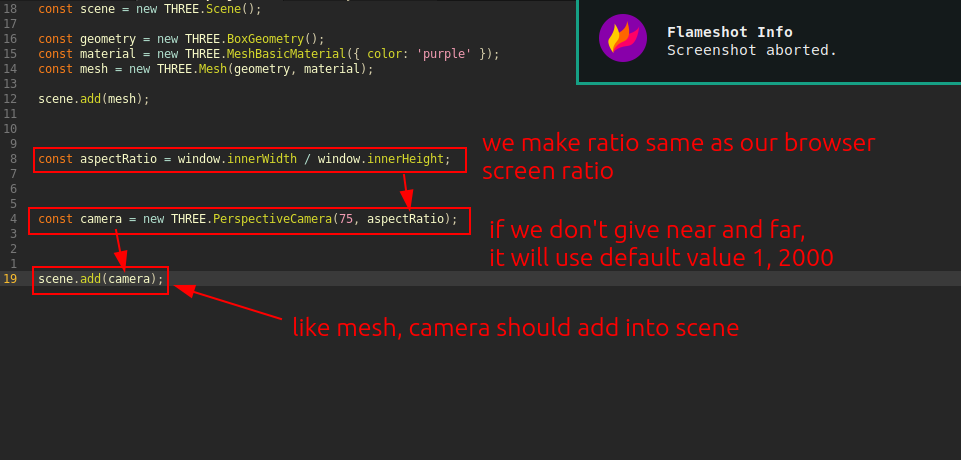 18 const scene = new THREE.Scene();
17
16 const geometry = new THREE.BoxGeometry();
15 const material = new THREE.MeshBasicMaterial({ color: 'purple' });
14 const mesh = new THREE.Mesh(geometry, material);
13
12 scene.add(mesh);
11
10
9
8 const aspectRatio = window.innerWidth / window.innerHeight;
7
6
5
4 const camera = new THREE.PerspectiveCamera(75, aspectRatio);
3
2
1
19 scene.add(camera);
Flameshot Info
Screenshot aborted.
we make ratio same as our browser
screen ratio
if we don't give near and far,
it will use default value 1, 2000
like mesh, camera should add into scene